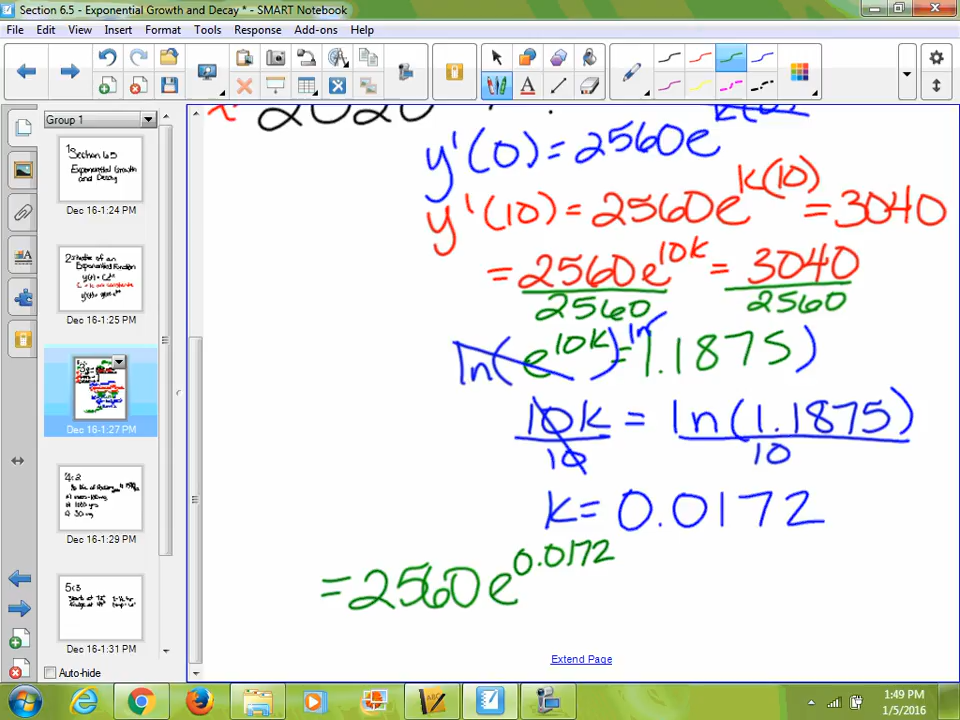 Section 6.5 - Exponential Growth and Decay * - SMART Notebook
File Edit View Insert Format Tools Response Add-ons Help
Group 1
Section 6.5
Exponential Growth
and Decay
Dec 16-1:24 PM
Dec 16-1:25 PM
Dec 16-1:27 PM
Dec 16-1:29 PM
Dec 16-1:31 PM
Auto-hide
2020
y'(0) = 2560e^k(0)
y'(10) = 2560e^k(10) = 3040
= 2560e^10k = 3040
2560 2560
ln(e^10k) = ln(1.1875)
10k = ln(1.1875)
10 10
k = 0.0172
= 2560e^0.0172
Extend Page
1:49 PM
1/5/2016